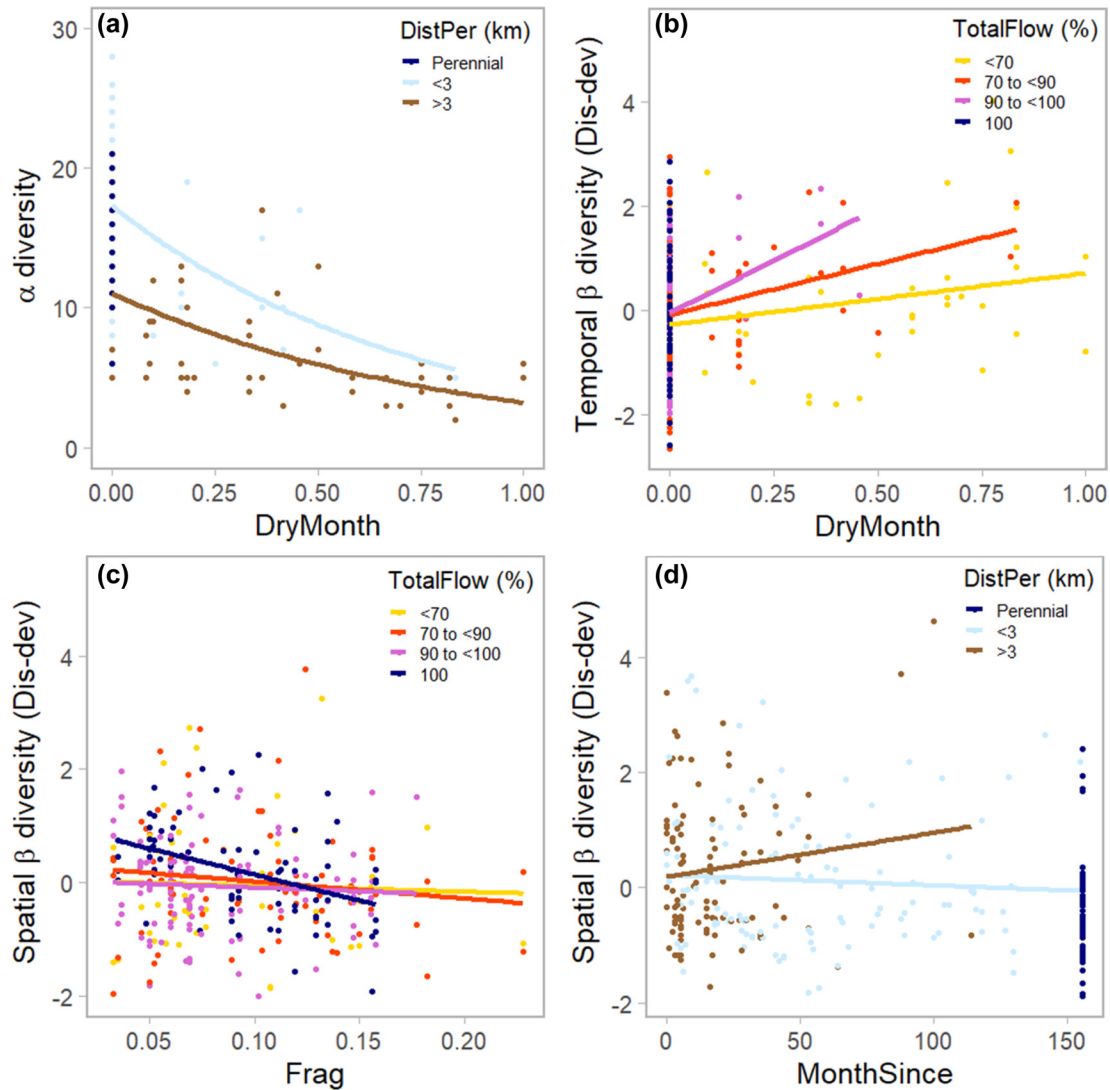 (a)
DistPer (km)
Perennial
<3
>3
30
20
10
0
α diversity
0.00 0.25 0.50 0.75 1.00
DryMonth
(b)
TotalFlow (%)
<70
70 to <90
90 to <100
100
4
2
0
-2
Temporal β diversity (Dis-dev)
0.00 0.25 0.50 0.75 1.00
DryMonth
(c)
TotalFlow (%)
<70
70 to <90
90 to <100
100
4
2
0
-2
Spatial β diversity (Dis-dev)
0.05 0.10 0.15 0.20
Frag
(d)
DistPer (km)
Perennial
<3
>3
4
2
0
-2
Spatial β diversity (Dis-dev)
0 50 100 150
MonthSince